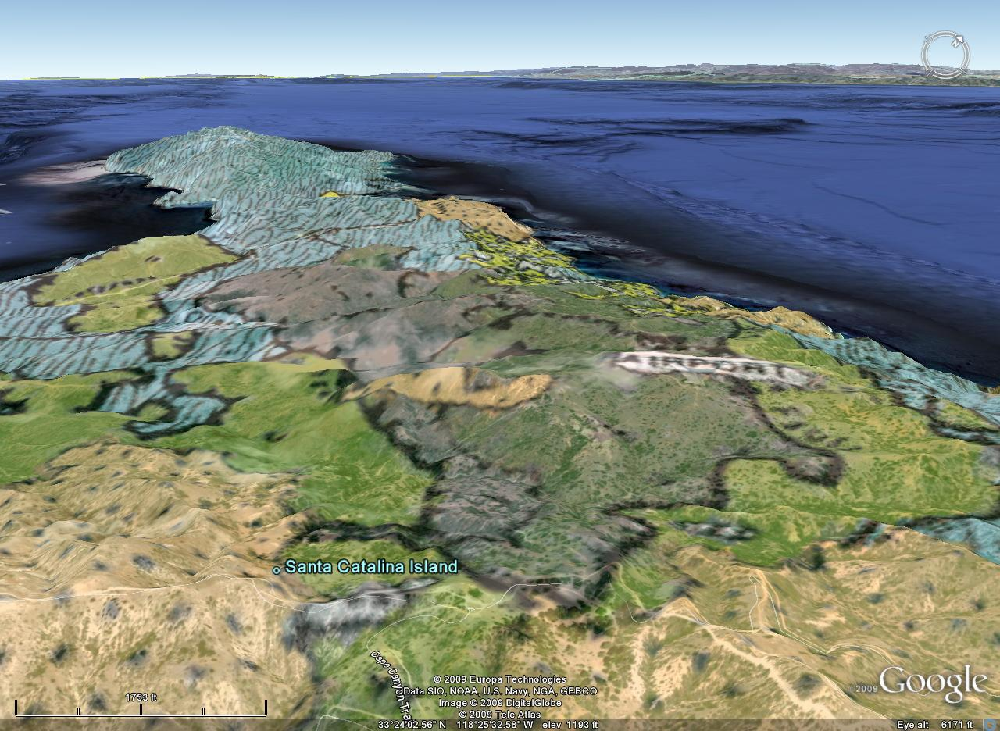 N
Santa Catalina Island
Cape Canyon Tra
1753 ft
© 2009 Europa Technologies
Data SIO, NOAA, U.S. Navy, NGA, GEBCO
Image © 2009 DigitalGlobe
© 2009 Tele Atlas
©2009 Google
33°24'02.56" N 118°25'32.58" W elev 1193 ft
Eye alt 6171 ft